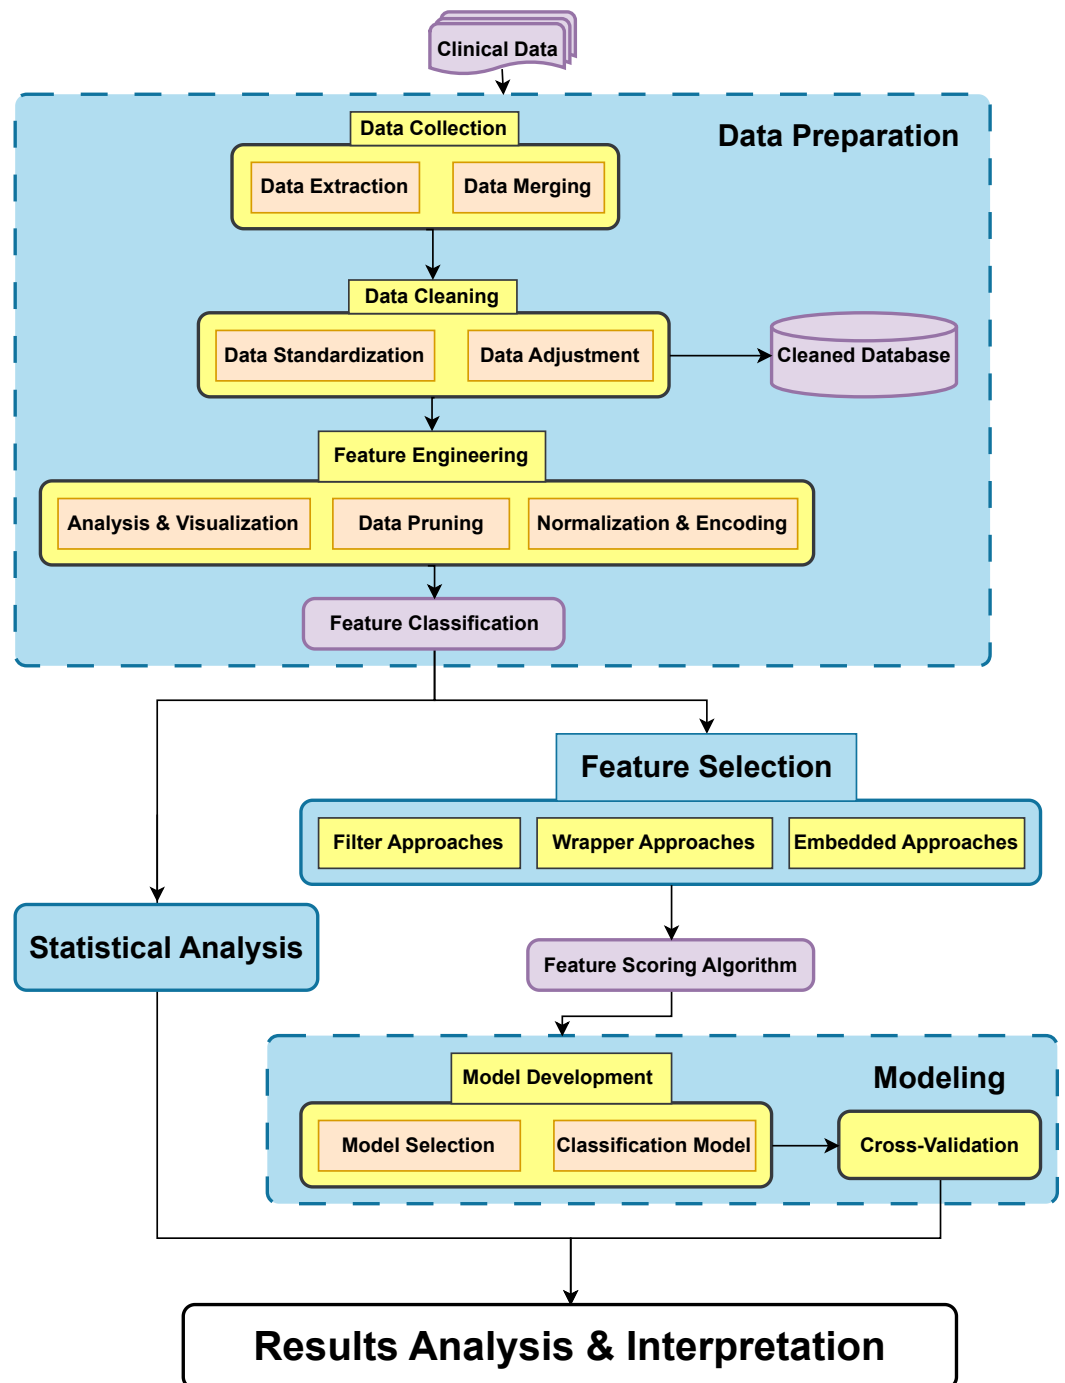 Clinical Data
Data Preparation
Data Collection
Data Extraction
Data Merging
Data Cleaning
Data Standardization
Data Adjustment
Cleaned Database
Feature Engineering
Analysis & Visualization
Data Pruning
Normalization & Encoding
Feature Classification
Feature Selection
Filter Approaches
Wrapper Approaches
Embedded Approaches
Statistical Analysis
Feature Scoring Algorithm
Modeling
Model Development
Model Selection
Classification Model
Cross-Validation
Results Analysis & Interpretation